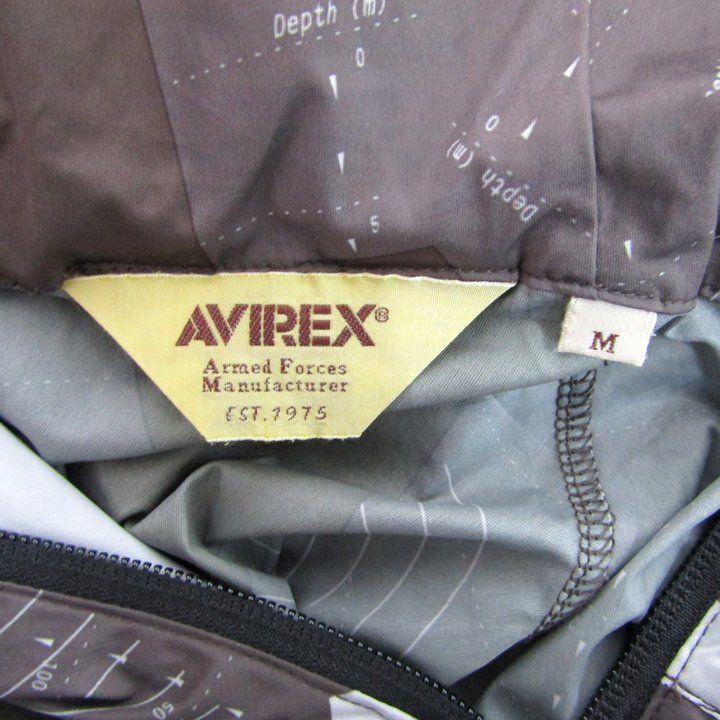 Depth (m)
0
5
Depth (m)
0
AVIREX®
Armed Forces
Manufacturer
EST.1975
M
100
50